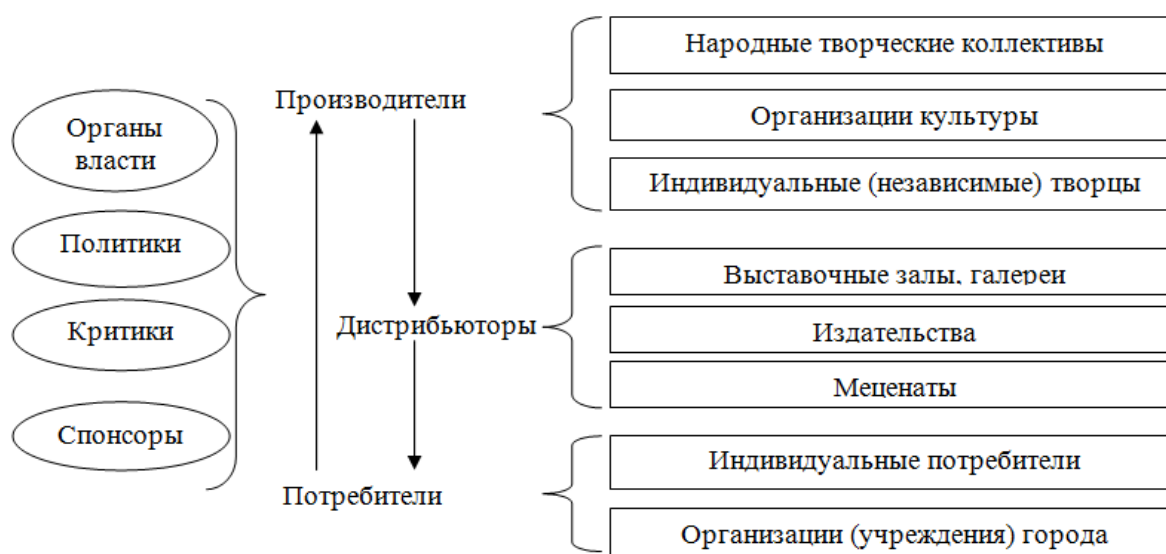 Органы
власти
Политики
Критики
Спонсоры
Производители
Дистрибьюторы
Потребители
Народные творческие коллективы
Организации культуры
Индивидуальные (независимые) творцы
Выставочные залы, галереи
Издательства
Меценаты
Индивидуальные потребители
Организации (учреждения) города